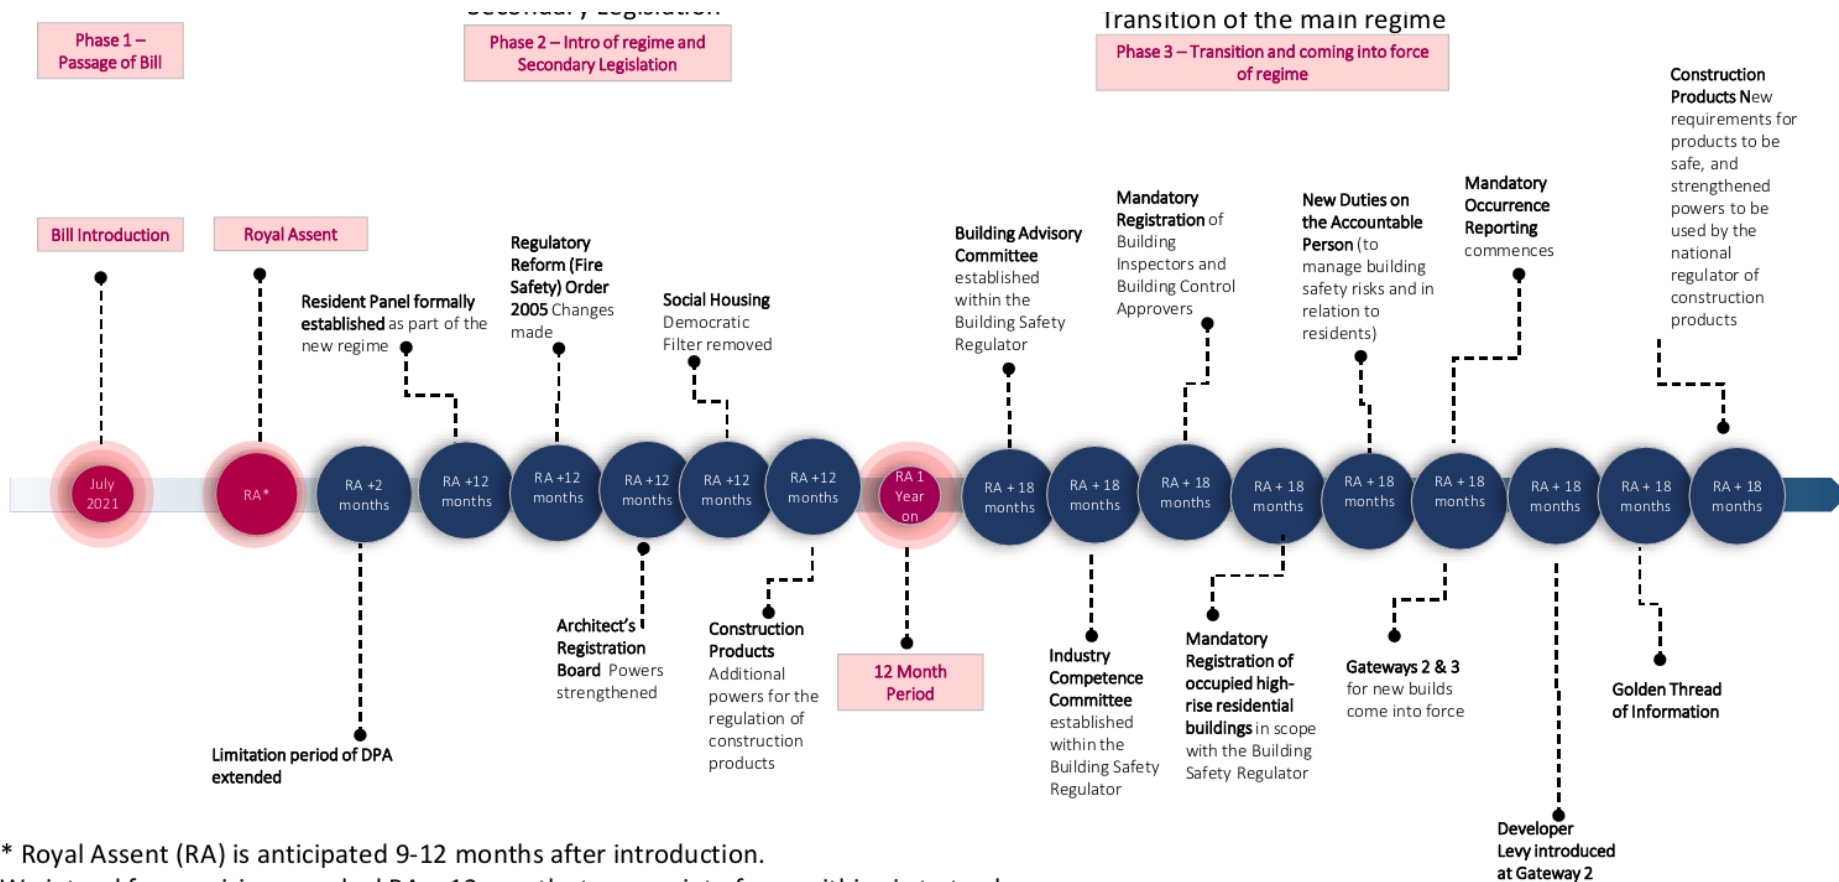 Secondary Legislation
Transition of the main regime
Phase 1 –
Passage of Bill
Phase 2 – Intro of regime and
Secondary Legislation
Phase 3 – Transition and coming into force
of regime
Bill Introduction
Royal Assent
Resident Panel formally
established as part of the
new regime
Regulatory
Reform (Fire
Safety) Order
2005 Changes
made
Social Housing
Democratic
Filter removed
Building Advisory
Committee
established
within the
Building Safety
Regulator
Mandatory
Registration of
Building
Inspectors and
Building Control
Approvers
New Duties on
the Accountable
Person (to
manage building
safety risks and in
relation to
residents)
Mandatory
Occurrence
Reporting
commences
Construction
Products New
requirements for
products to be
safe, and
strengthened
powers to be
used by the
national
regulator of
construction
products
July
2021
RA*
RA +2
months
RA +12
months
RA +12
months
RA +12
months
RA +12
months
RA +12
months
RA 1
Year
on
RA + 18
months
RA + 18
months
RA + 18
months
RA + 18
months
RA + 18
months
RA + 18
months
RA + 18
months
RA + 18
months
RA + 18
months
Limitation period of DPA
extended
Architect’s
Registration
Board Powers
strengthened
Construction
Products
Additional
powers for the
regulation of
construction
products
12 Month
Period
Industry
Competence
Committee
established
within the
Building Safety
Regulator
Mandatory
Registration of
occupied high-
rise residential
buildings in scope
with the Building
Safety Regulator
Gateways 2 & 3
for new builds
come into force
Developer
Levy introduced
at Gateway 2
Golden Thread
of Information
* Royal Assent (RA) is anticipated 9-12 months after introduction.